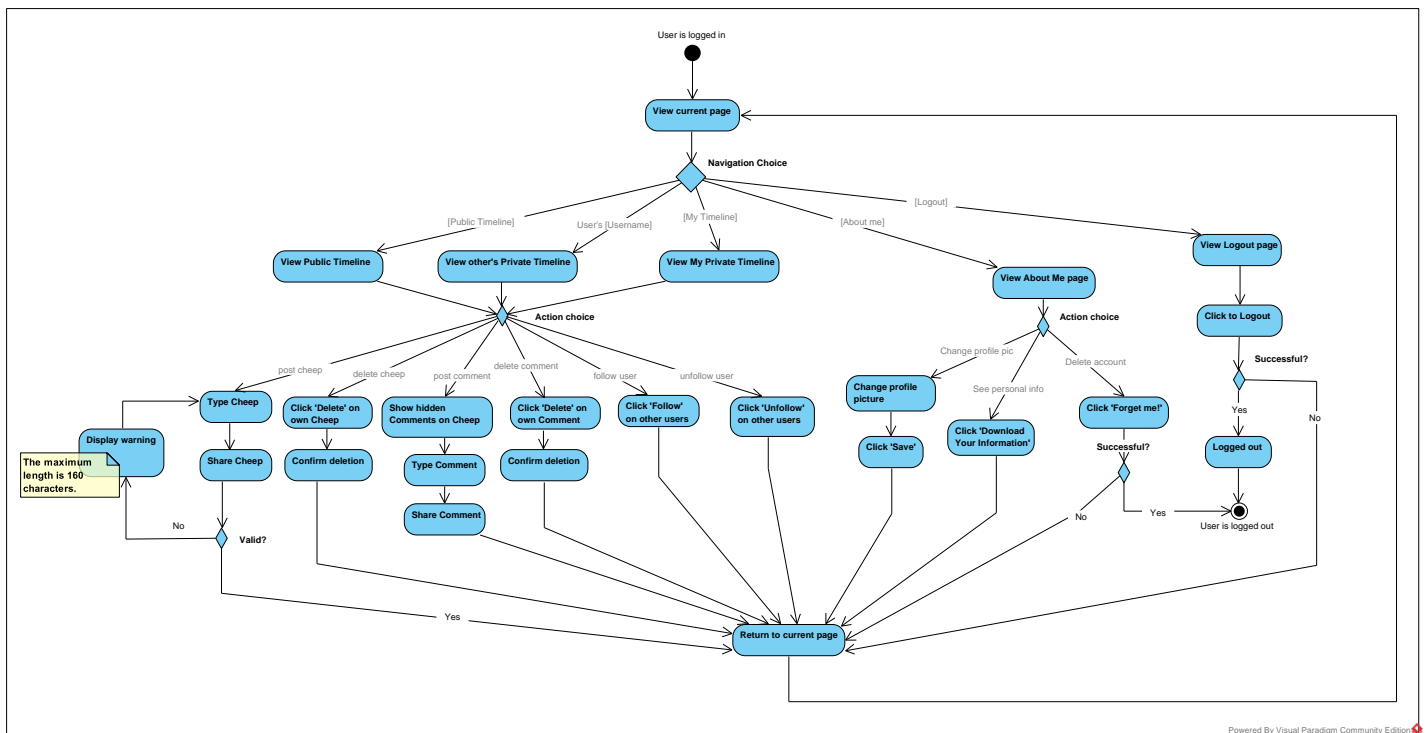 User is logged in
View current page
Navigation Choice
[Public Timeline]
User's [Username]
[My Timeline]
[About me]
[Logout]
View Public Timeline
View other's Private Timeline
View My Private Timeline
View About Me page
View Logout page
Action choice
Action choice
Click to Logout
Successful?
post cheep
delete cheep
post comment
delete comment
follow user
unfollow user
Change profile pic
See personal info
Delete account
Yes
No
Type Cheep
Click 'Delete' on
own Cheep
Show hidden
Comments on Cheep
Click 'Delete' on
own Comment
Click 'Follow'
on other users
Click 'Unfollow'
on other users
Change profile
picture
Click 'Download
Your Information'
Click 'Forget me!'
Display warning
The maximum
length is 160
characters.
Share Cheep
Confirm deletion
Type Comment
Confirm deletion
Click 'Save'
Successful?
Logged out
Share Comment
No
Valid?
No
Yes
User is logged out
Yes
Return to current page
Powered By Visual Paradigm Community Edition